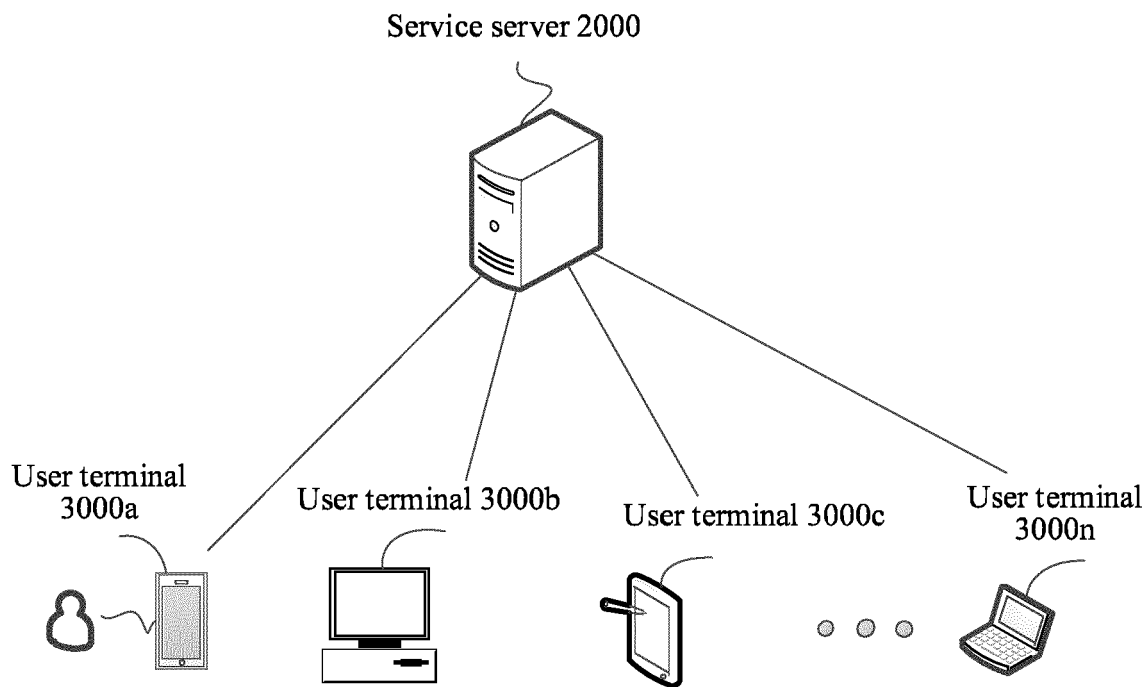 Service server 2000
User terminal
3000a
User terminal 3000b
User terminal 3000c
User terminal
3000n